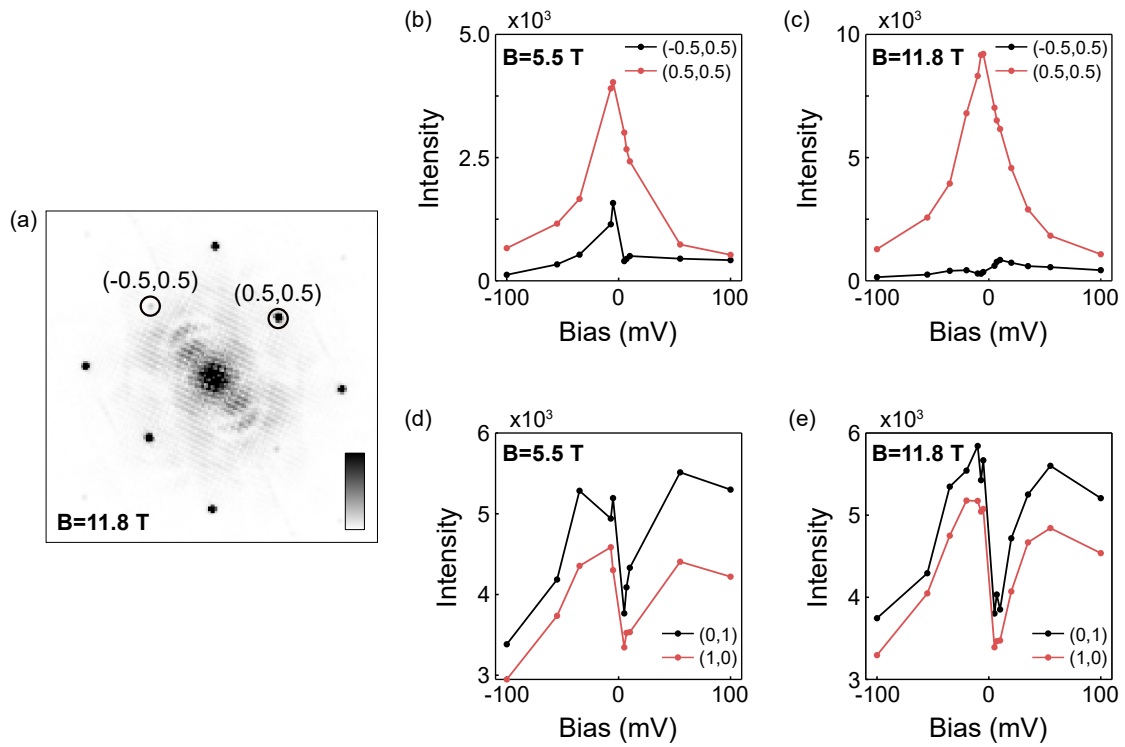 (a)
(-0.5,0.5)
(0.5,0.5)
B=11.8 T
(b)
x10³
B=5.5 T
(-0.5,0.5)
(0.5,0.5)
5.0
2.5
0
Intensity
-100
0
100
Bias (mV)
(c)
x10³
B=11.8 T
(-0.5,0.5)
(0.5,0.5)
10
5
0
Intensity
-100
0
100
Bias (mV)
(d)
x10³
B=5.5 T
6
5
4
3
Intensity
(0,1)
(1,0)
-100
0
100
Bias (mV)
(e)
x10³
B=11.8 T
6
5
4
3
Intensity
(0,1)
(1,0)
-100
0
100
Bias (mV)